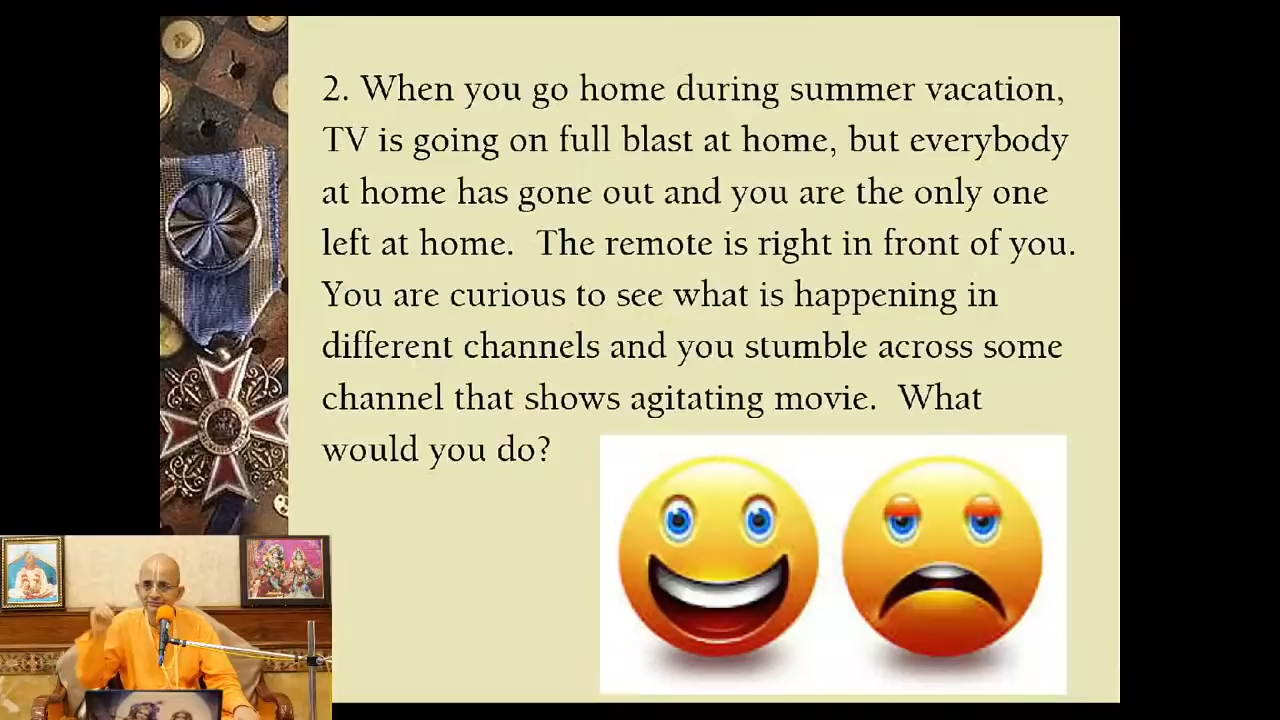 2. When you go home during summer vacation,
TV is going on full blast at home, but everybody
at home has gone out and you are the only one
left at home. The remote is right in front of you.
You are curious to see what is happening in
different channels and you stumble across some
channel that shows agitating movie. What
would you do?